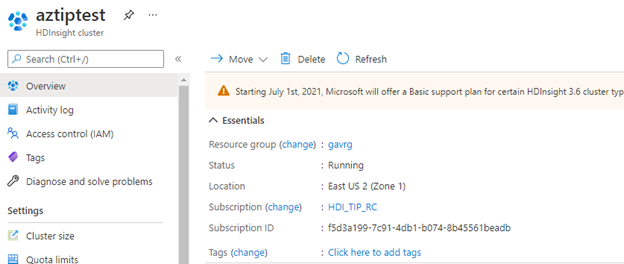 aztiptest
HDInsight cluster
Search (Ctrl+/)
Overview
Activity log
Access control (IAM)
Tags
Diagnose and solve problems
Settings
Cluster size
Quota limits
Move
Delete
Refresh
Starting July 1st, 2021, Microsoft will offer a Basic support plan for certain HDInsight 3.6 cluster typ
Essentials
Resource group (change) : gavrg
Status : Running
Location : East US 2 (Zone 1)
Subscription (change) : HDI_TIP_RC
Subscription ID : f5d3a199-7c91-4db1-b074-8b45561beadb
Tags (change) : Click here to add tags